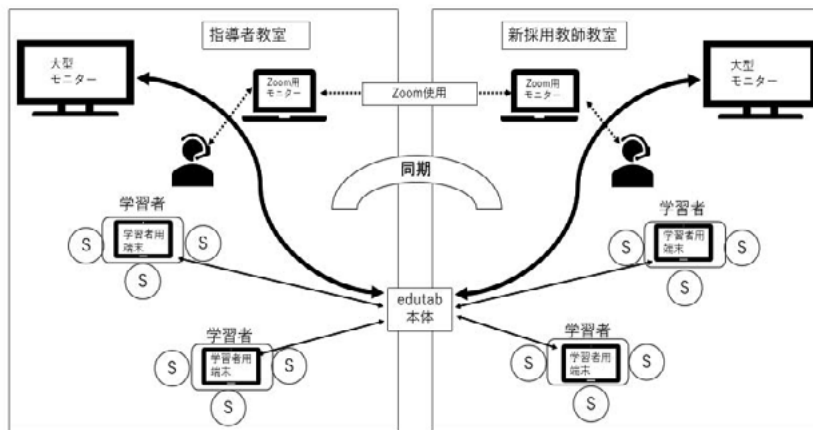 指導者教室
新採用教師教室
大型
モニター
Zoom用
モニター
Zoom使用
Zoom用
モニター
大型
モニター
同期
学習者
学習者用
端末
S
S
S
学習者
学習者用
端末
S
S
S
edutab
本体
学習者
学習者用
端末
S
S
S
学習者
学習者用
端末
S
S
S